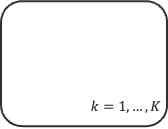 k = 1, ..., K